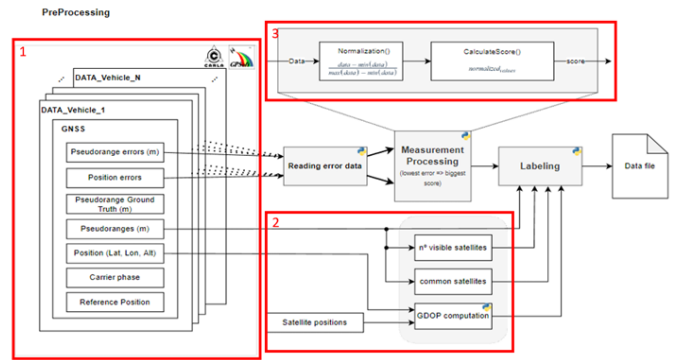 PreProcessing
1
CARLA
DATA_Vehicle_N
DATA_Vehicle_1
GNSS
Pseudorange errors (m)
Position errors
Pseudorange Ground
Truth (m)
Pseudoranges (m)
Position (Lat, Lon, Alt)
Carrier phase
Reference Position
3
Data
Normalization()
data − min(data)
max(data) − min(data)
CalculateScore()
score
Reading error data
Measurement
Processing
(lowest error => biggest
score)
Labeling
Data file
2
nº visible satellites
common satellites
GDOP computation
Satellite positions